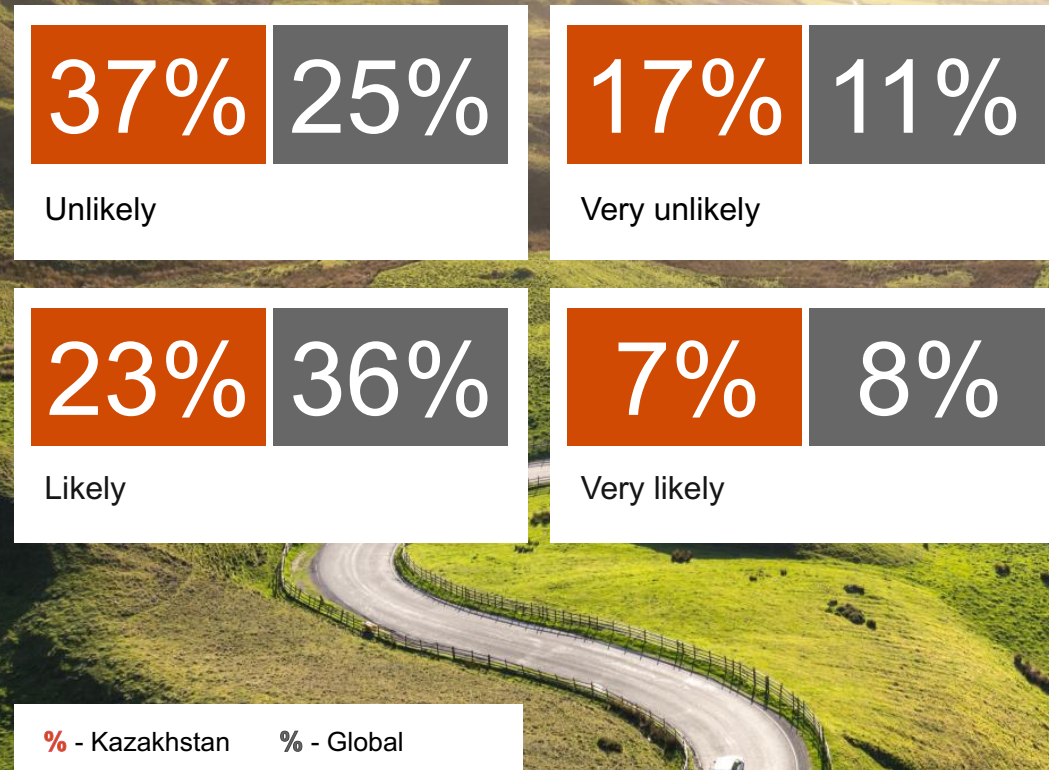 37% 25%
Unlikely
17% 11%
Very unlikely
23% 36%
Likely
7% 8%
Very likely
% - Kazakhstan % - Global